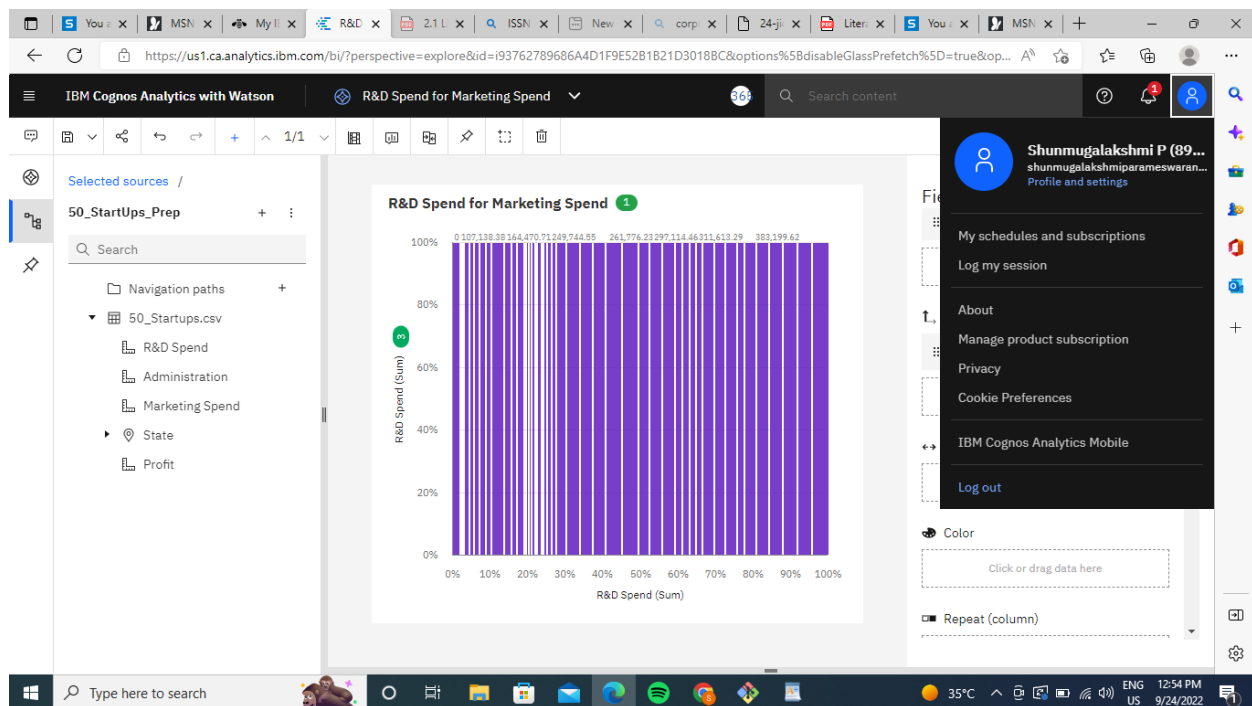 You a
MSN
My I
R&D
2.1 L
ISSN
New
corp
24-ji
Liter
You
MSN
https://us1.ca.analytics.ibm.com/bi/?perspective=explore&id=i93762789686A4D1F9E52B1B21D3018BC&options%5BdisableGlassPrefetch%5D=true&op...
IBM Cognos Analytics with Watson
R&D Spend for Marketing Spend
365
Search content
1
1/1
Shunmugalakshmi P (89...
shunmugalakshmiparameswaran...
Profile and settings
My schedules and subscriptions
Log my session
About
Manage product subscription
Privacy
Cookie Preferences
IBM Cognos Analytics Mobile
Log out
Selected sources /
50_StartUps_Prep
Search
Navigation paths
50_Startups.csv
R&D Spend
Administration
Marketing Spend
State
Profit
R&D Spend for Marketing Spend 1
0 107,138.38 164,470.71 249,744.55 261,776.23 297,114.46 311,613.29 383,199.62
100%
80%
60%
40%
20%
0%
3
R&D Spend (Sum)
0% 10% 20% 30% 40% 50% 60% 70% 80% 90% 100%
R&D Spend (Sum)
Fie
Color
Click or drag data here
Repeat (column)
Type here to search
35°C
ENG
US
12:54 PM
9/24/2022
1